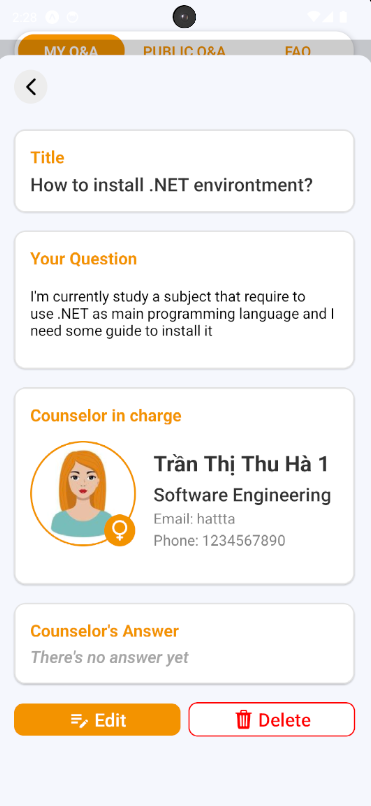 2:28
MY Q&A PUBLIC Q&A FAQ
Title
How to install .NET environtment?
Your Question
I'm currently study a subject that require to
use .NET as main programming language and I
need some guide to install it
Counselor in charge
Trần Thị Thu Hà 1
Software Engineering
Email: hattta
Phone: 1234567890
Counselor's Answer
There's no answer yet
Edit
Delete